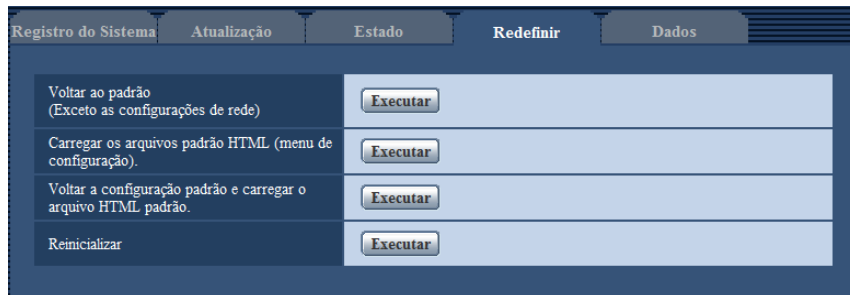 Registro do Sistema Atualização Estado Redefinir Dados
Voltar ao padrão
(Exceto as configurações de rede) Executar
Carregar os arquivos padrão HTML (menu de
configuração). Executar
Voltar a configuração padrão e carregar o
arquivo HTML padrão. Executar
Reinicializar Executar